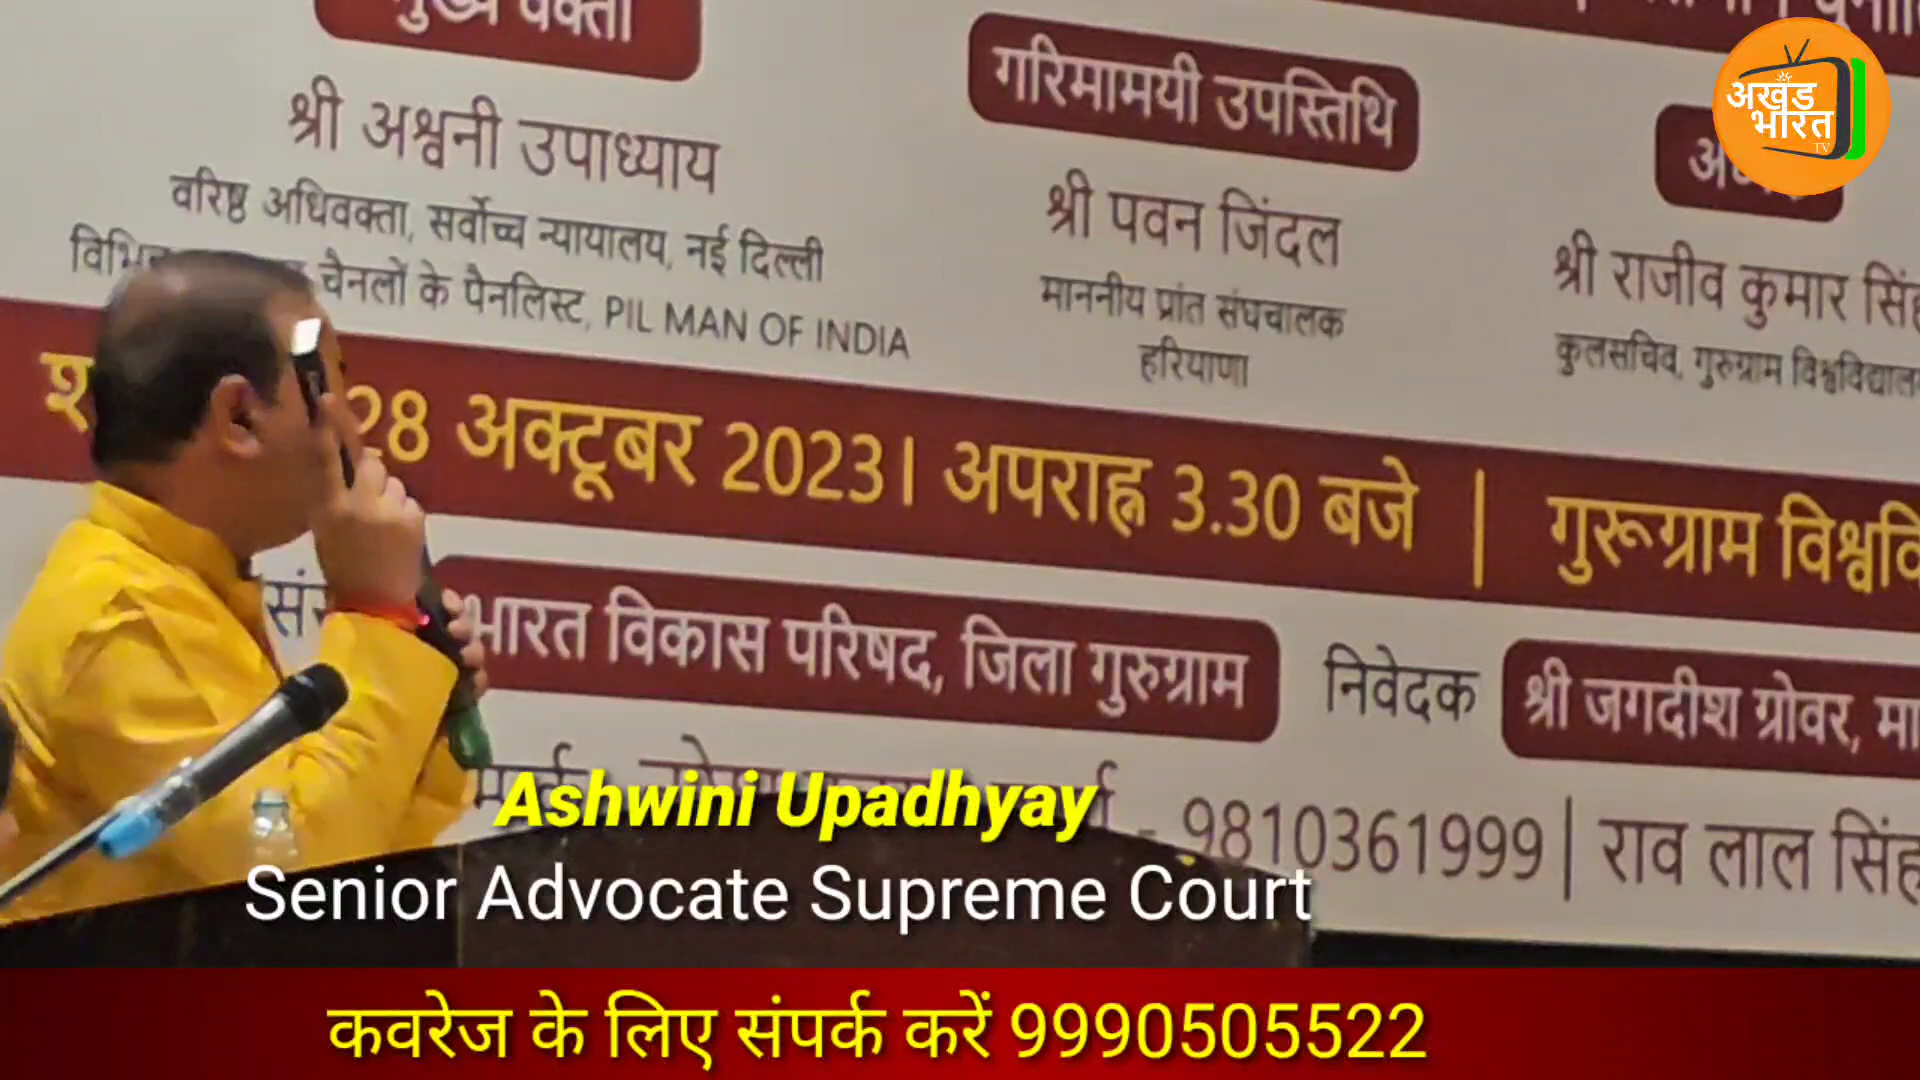 मुख्य वक्ता
श्री अश्वनी उपाध्याय
वरिष्ठ अधिवक्ता, सर्वोच्च न्यायालय, नई दिल्ली
चैनलों के पैनलिस्ट, PIL MAN OF INDIA
गरिमामयी उपस्तिथि
श्री पवन जिंदल
माननीय प्रांत संघचालक
हरियाणा
श्री राजीव कुमार
कुलसचिव, गुरुग्राम
अखंड
भारत
TV
28 अक्टूबर 2023। अपराह्न 3.30 बजे | गुरूग्राम
भारत विकास परिषद, जिला गुरुग्राम
निवेदक श्री जगदीश ग्रोवर,
- 9810361999 | राव लाल
Ashwini Upadhyay
Senior Advocate Supreme Court
कवरेज के लिए संपर्क करें 9990505522